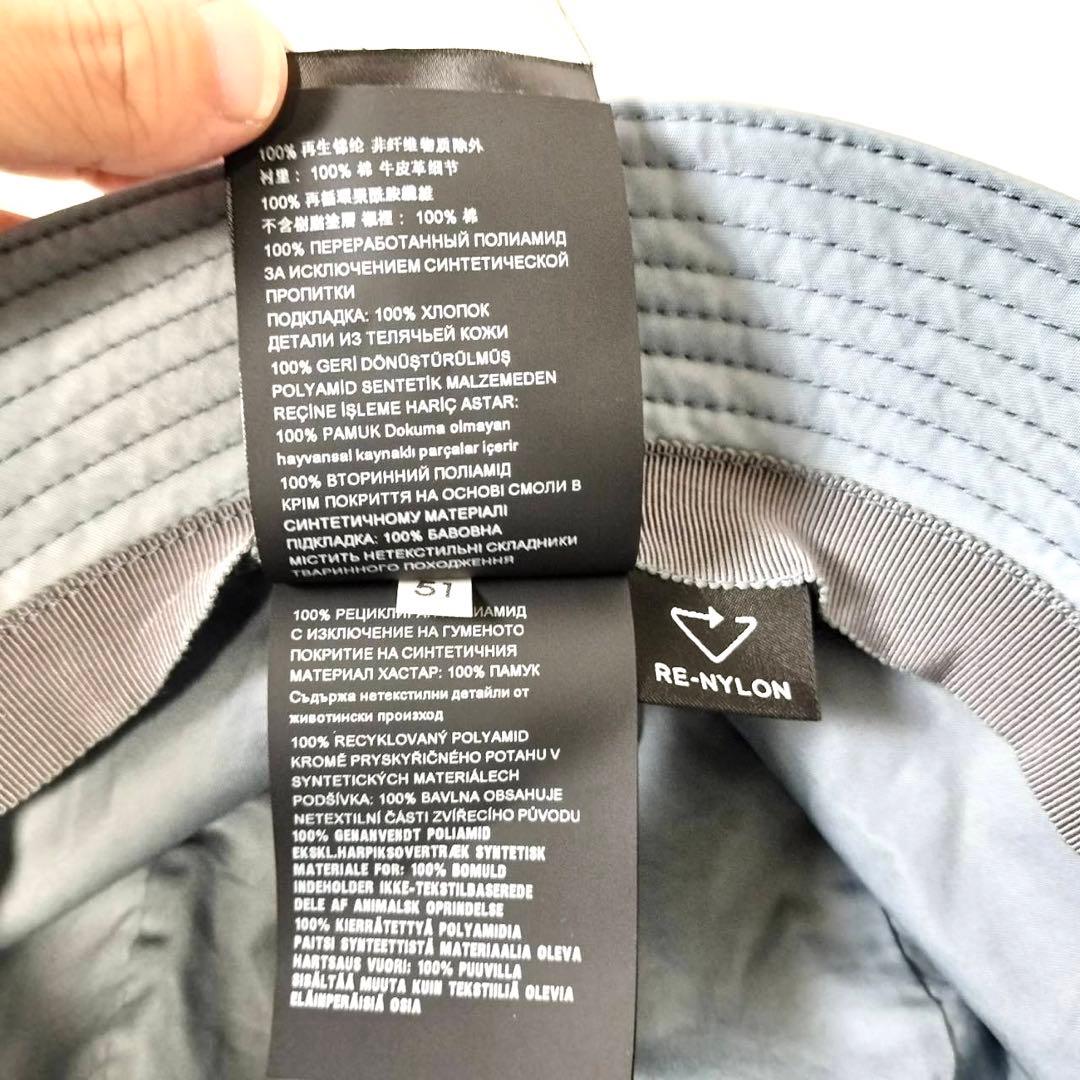 100% 再生锦纶 非纤维物质除外
衬里： 100% 棉 牛皮革细节
100% 再循環聚酰胺纖維
不含樹脂塗層 襯裡： 100% 棉
100% ПЕРЕРАБОТАННЫЙ ПОЛИАМИД
ЗА ИСКЛЮЧЕНИЕМ СИНТЕТИЧЕСКОЙ
ПРОПИТКИ
ПОДКЛАДКА: 100% ХЛОПОК
ДЕТАЛИ ИЗ ТЕЛЯЧЬЕЙ КОЖИ
100% GERİ DÖNÜŞTÜRÜLMÜŞ
POLYAMİD SENTETİK MALZEMEDEN
REÇİNE İŞLEME HARİÇ ASTAR:
100% PAMUK Dokuma olmayan
hayvansal kaynaklı parçalar içerir
100% ВТОРИННИЙ ПОЛІАМІД
КРІМ ПОКРИТТЯ НА ОСНОВІ СМОЛИ В
СИНТЕТИЧНОМУ МАТЕРІАЛІ
ПІДКЛАДКА: 100% БАВОВНА
МІСТИТЬ НЕТЕКСТИЛЬНІ СКЛАДНИКИ
ТВАРИННОГО ПОХОДЖЕННЯ
51
100%
С ИЗКЛЮЧЕНИЕ НА ГУМЕНОТО
ПОКРИТИЕ НА СИНТЕТИЧНИЯ
МАТЕРИАЛ ХАСТАР: 100% ПАМУК
Съдържа нетекстилни детайли от
животински произход
100% RECYKLOVANÝ POLYAMID
KROMĚ PRYSKYŘIČNÉHO POTAHU V
SYNTETICKÝCH MATERIÁLECH
PODŠÍVKA: 100% BAVLNA OBSAHUJE
NETEXTILNÍ ČÁSTI ZVÍŘECÍHO PŮVODU
100% GENANVENDT POLIAMID
EKSKL.HARPIKSOVERTRÆK SYNTETISK
MATERIALE FOR: 100% BOMULD
INDEHOLDER IKKE-TEKSTILBASEREDE
DELE AF ANIMALSK OPRINDELSE
100% KIERRÄTETTYÄ POLYAMIDIA
PAITSI SYNTEETTISTÄ MATERIAALIA OLEVA
HARTSAUS VUORI: 100% PUUVILLA
SISÄLTÄÄ MUUTA KUIN TEKSTIILIÄ OLEVIA
ELÄINPERÄISIÄ OSIA
RE-NYLON